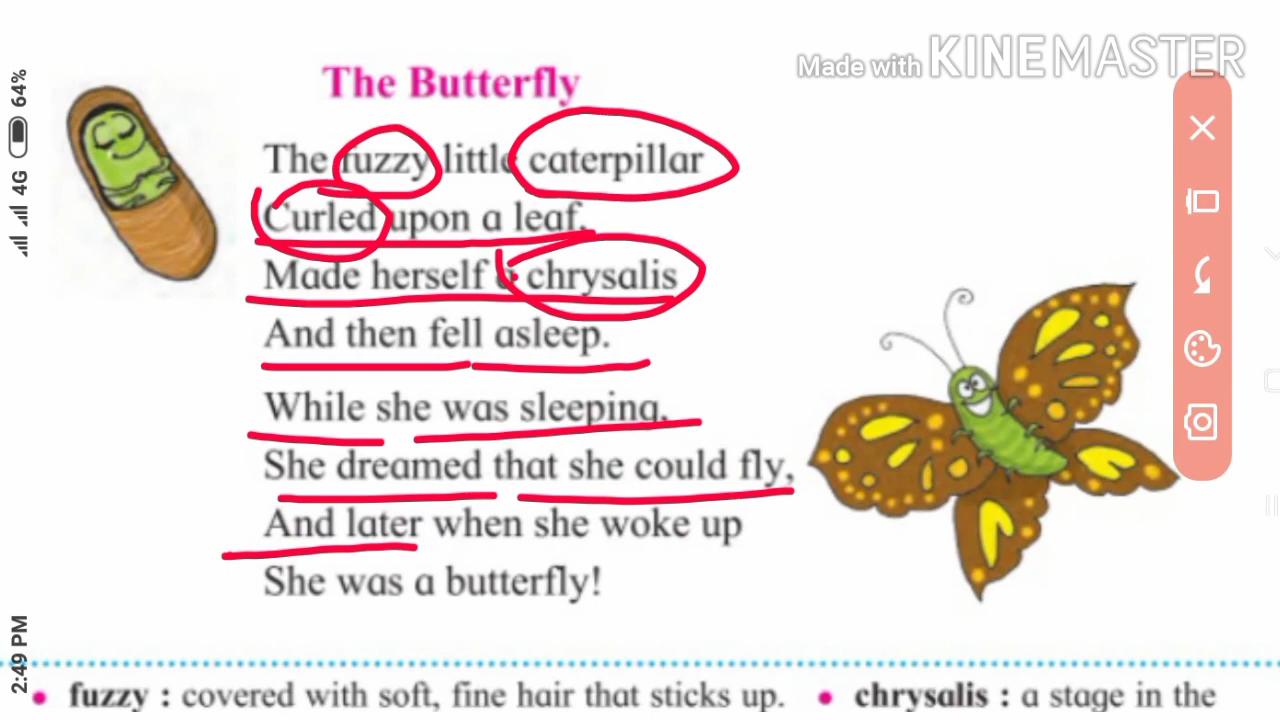 Made with KINEMASTER
64%
4G
2:49 PM
The Butterfly
The fuzzy little caterpillar
Curled upon a leaf.
Made herself a chrysalis
And then fell asleep.
While she was sleeping,
She dreamed that she could fly,
And later when she woke up
She was a butterfly!
• fuzzy : covered with soft, fine hair that sticks up. • chrysalis : a stage in the